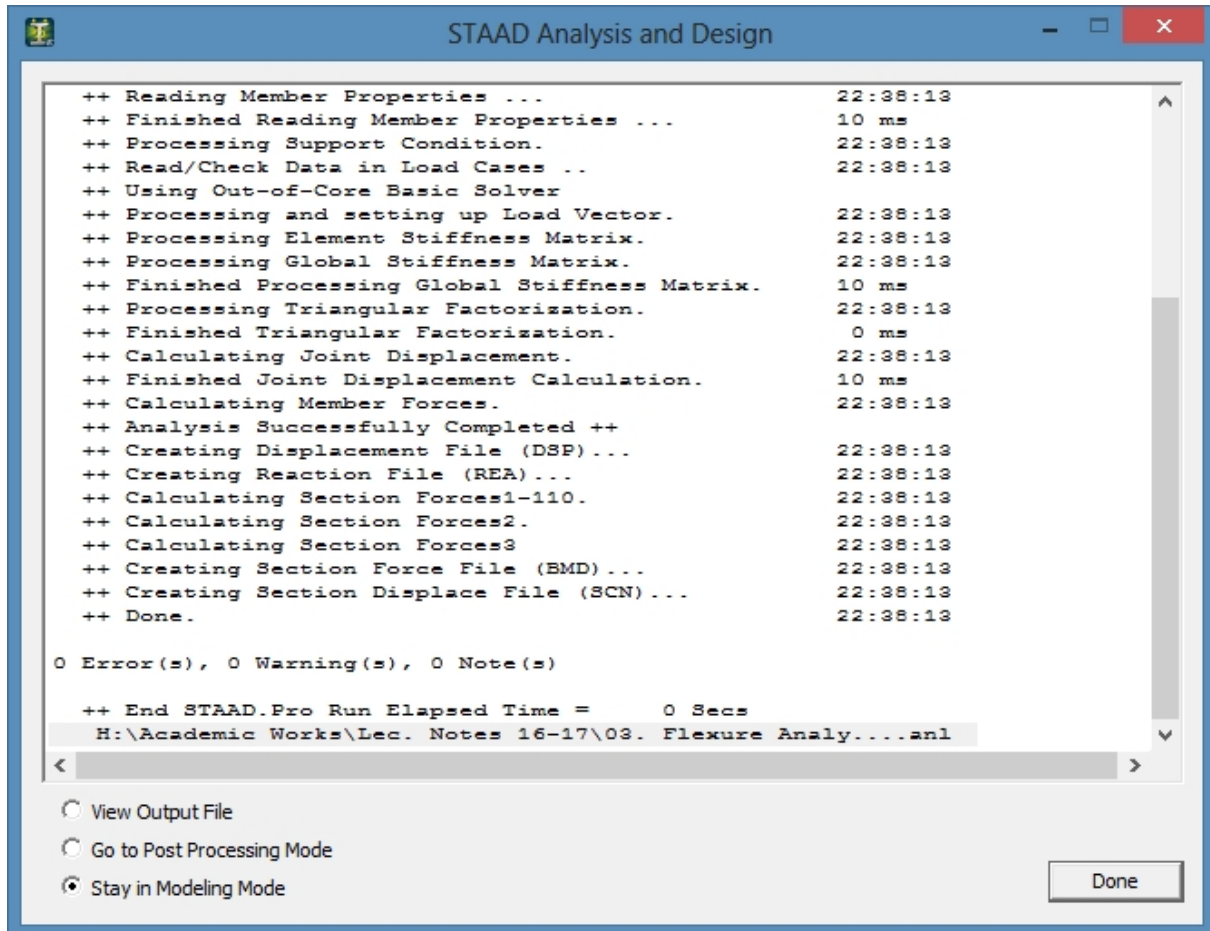 STAAD Analysis and Design
++ Reading Member Properties ... 22:38:13
++ Finished Reading Member Properties ... 10 ms
++ Processing Support Condition. 22:38:13
++ Read/Check Data in Load Cases .. 22:38:13
++ Using Out-of-Core Basic Solver
++ Processing and setting up Load Vector. 22:38:13
++ Processing Element Stiffness Matrix. 22:38:13
++ Processing Global Stiffness Matrix. 22:38:13
++ Finished Processing Global Stiffness Matrix. 10 ms
++ Processing Triangular Factorization. 22:38:13
++ Finished Triangular Factorization. 0 ms
++ Calculating Joint Displacement. 22:38:13
++ Finished Joint Displacement Calculation. 10 ms
++ Calculating Member Forces. 22:38:13
++ Analysis Successfully Completed ++
++ Creating Displacement File (DSP)... 22:38:13
++ Creating Reaction File (REA)... 22:38:13
++ Calculating Section Forces1-110. 22:38:13
++ Calculating Section Forces2. 22:38:13
++ Calculating Section Forces3 22:38:13
++ Creating Section Force File (BMD)... 22:38:13
++ Creating Section Displace File (SCN)... 22:38:13
++ Done. 22:38:13
0 Error(s), 0 Warning(s), 0 Note(s)
++ End STAAD.Pro Run Elapsed Time = 0 Secs
H:\Academic Works\Lec. Notes 16-17\03. Flexure Analy....anl
View Output File
Go to Post Processing Mode
Stay in Modeling Mode
Done